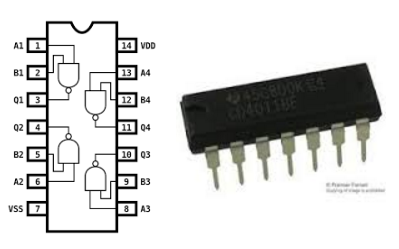 A1 1 14 VDD
B1 2 13 A4
Q1 3 12 B4
Q2 4 11 Q4
B2 5 10 Q3
A2 6 9 B3
VSS 7 8 A3
CD4011BE